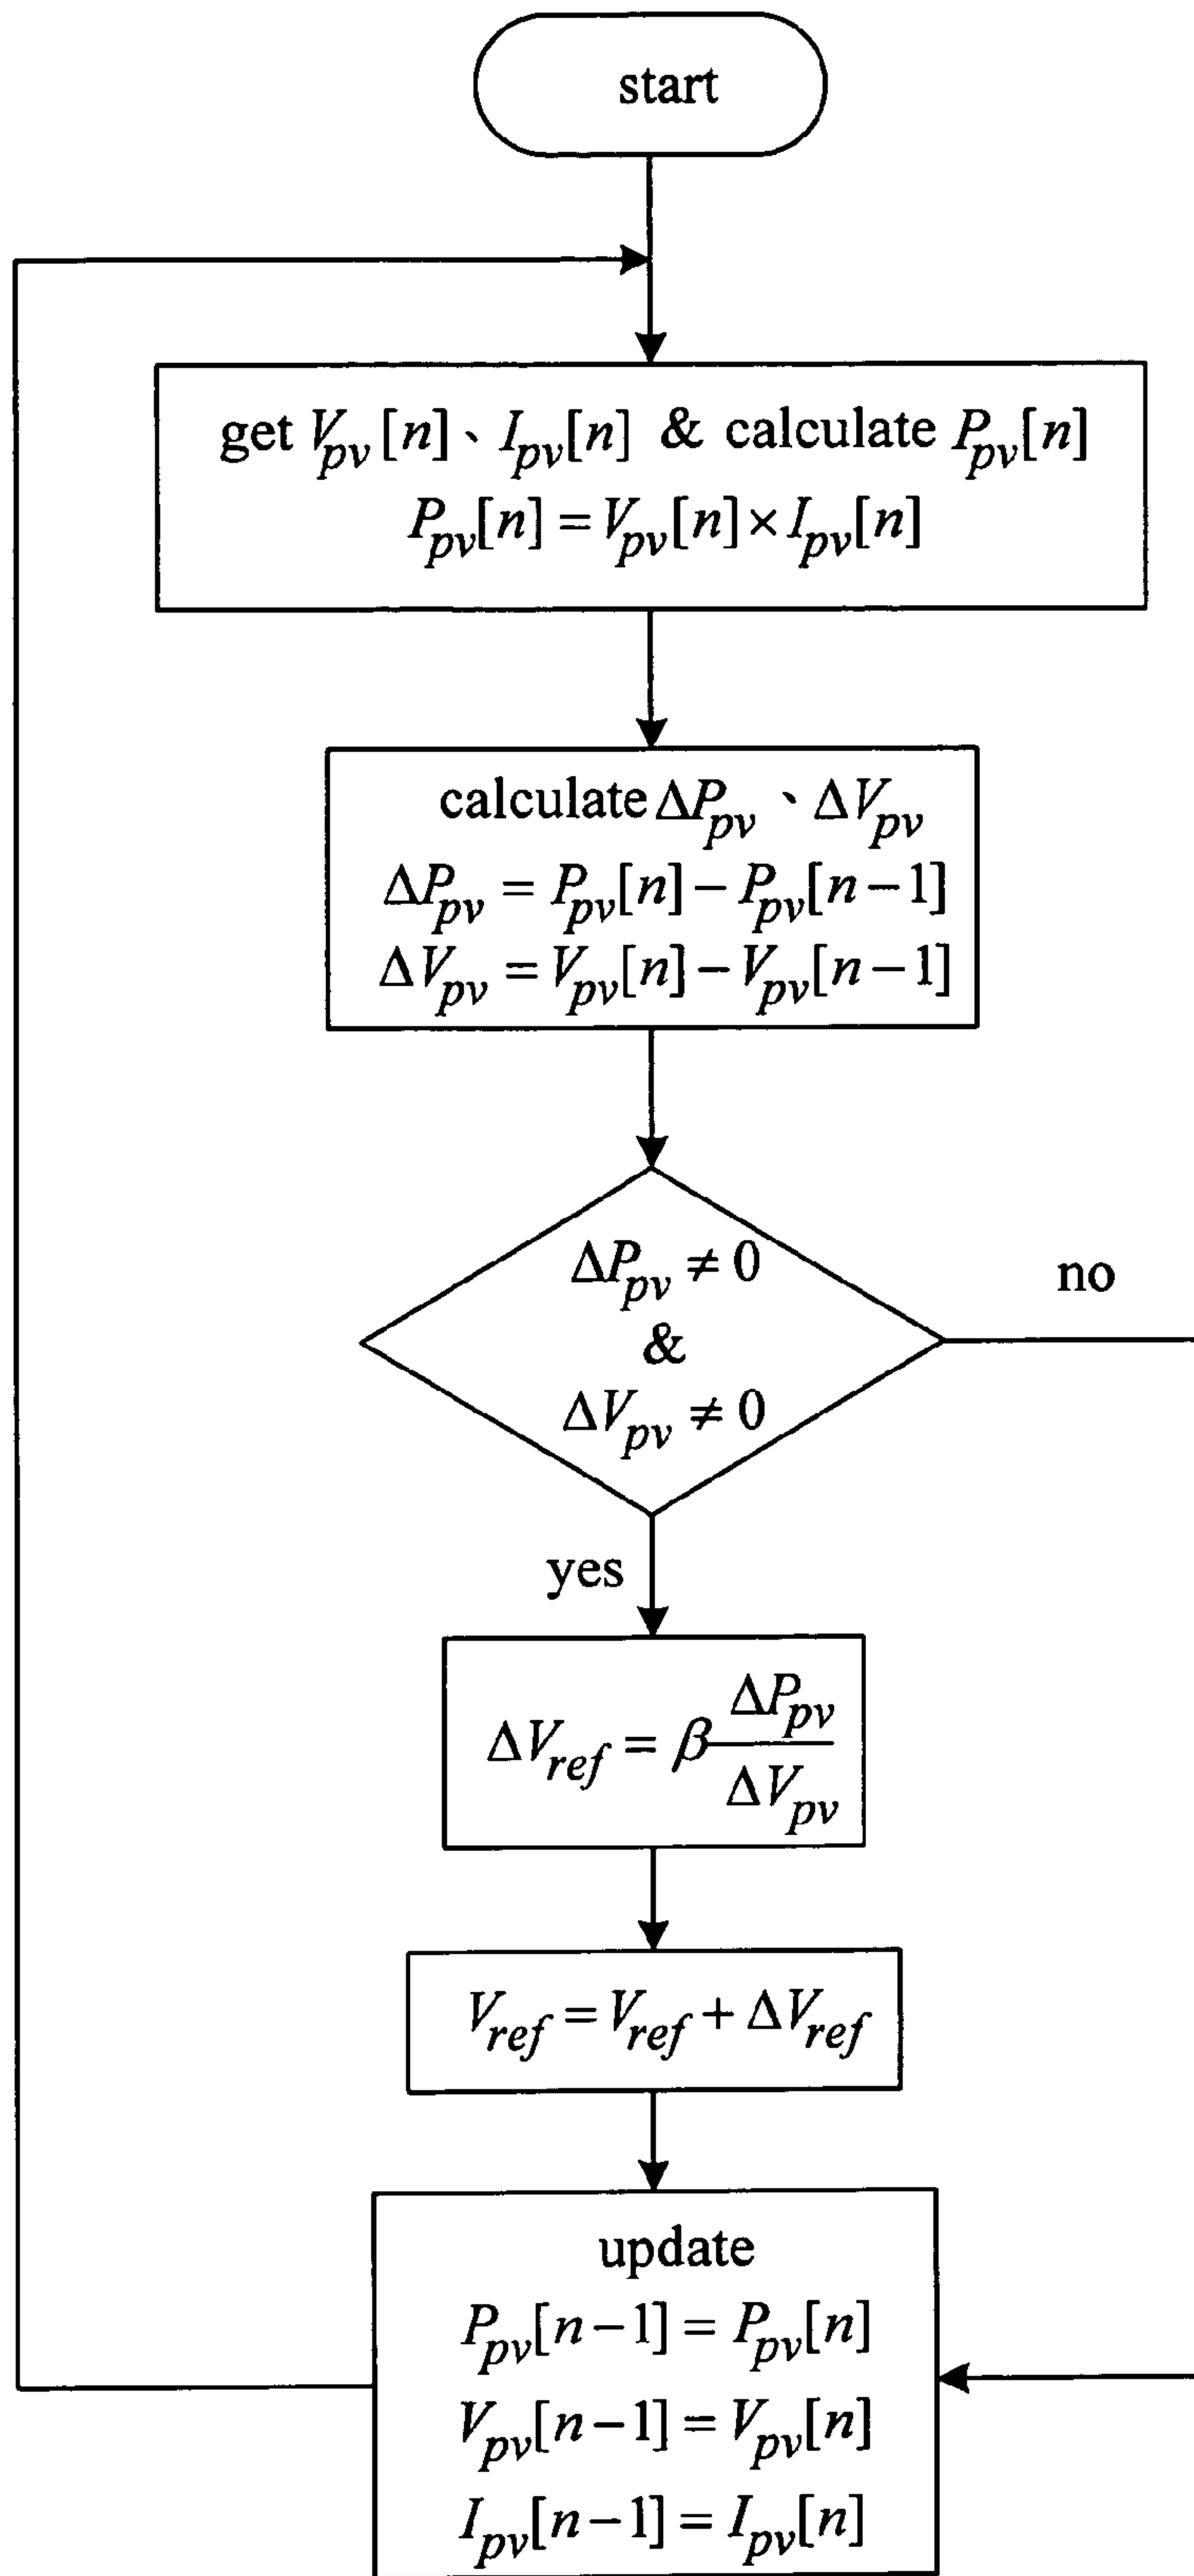 start
get V_pv[n]、I_pv[n] & calculate P_pv[n]
P_pv[n] = V_pv[n] × I_pv[n]
calculate ΔP_pv 、ΔV_pv
ΔP_pv = P_pv[n] − P_pv[n−1]
ΔV_pv = V_pv[n] − V_pv[n−1]
ΔP_pv ≠ 0
&
ΔV_pv ≠ 0
no
yes
ΔV_ref = β ΔP_pv / ΔV_pv
V_ref = V_ref + ΔV_ref
update
P_pv[n−1] = P_pv[n]
V_pv[n−1] = V_pv[n]
I_pv[n−1] = I_pv[n]